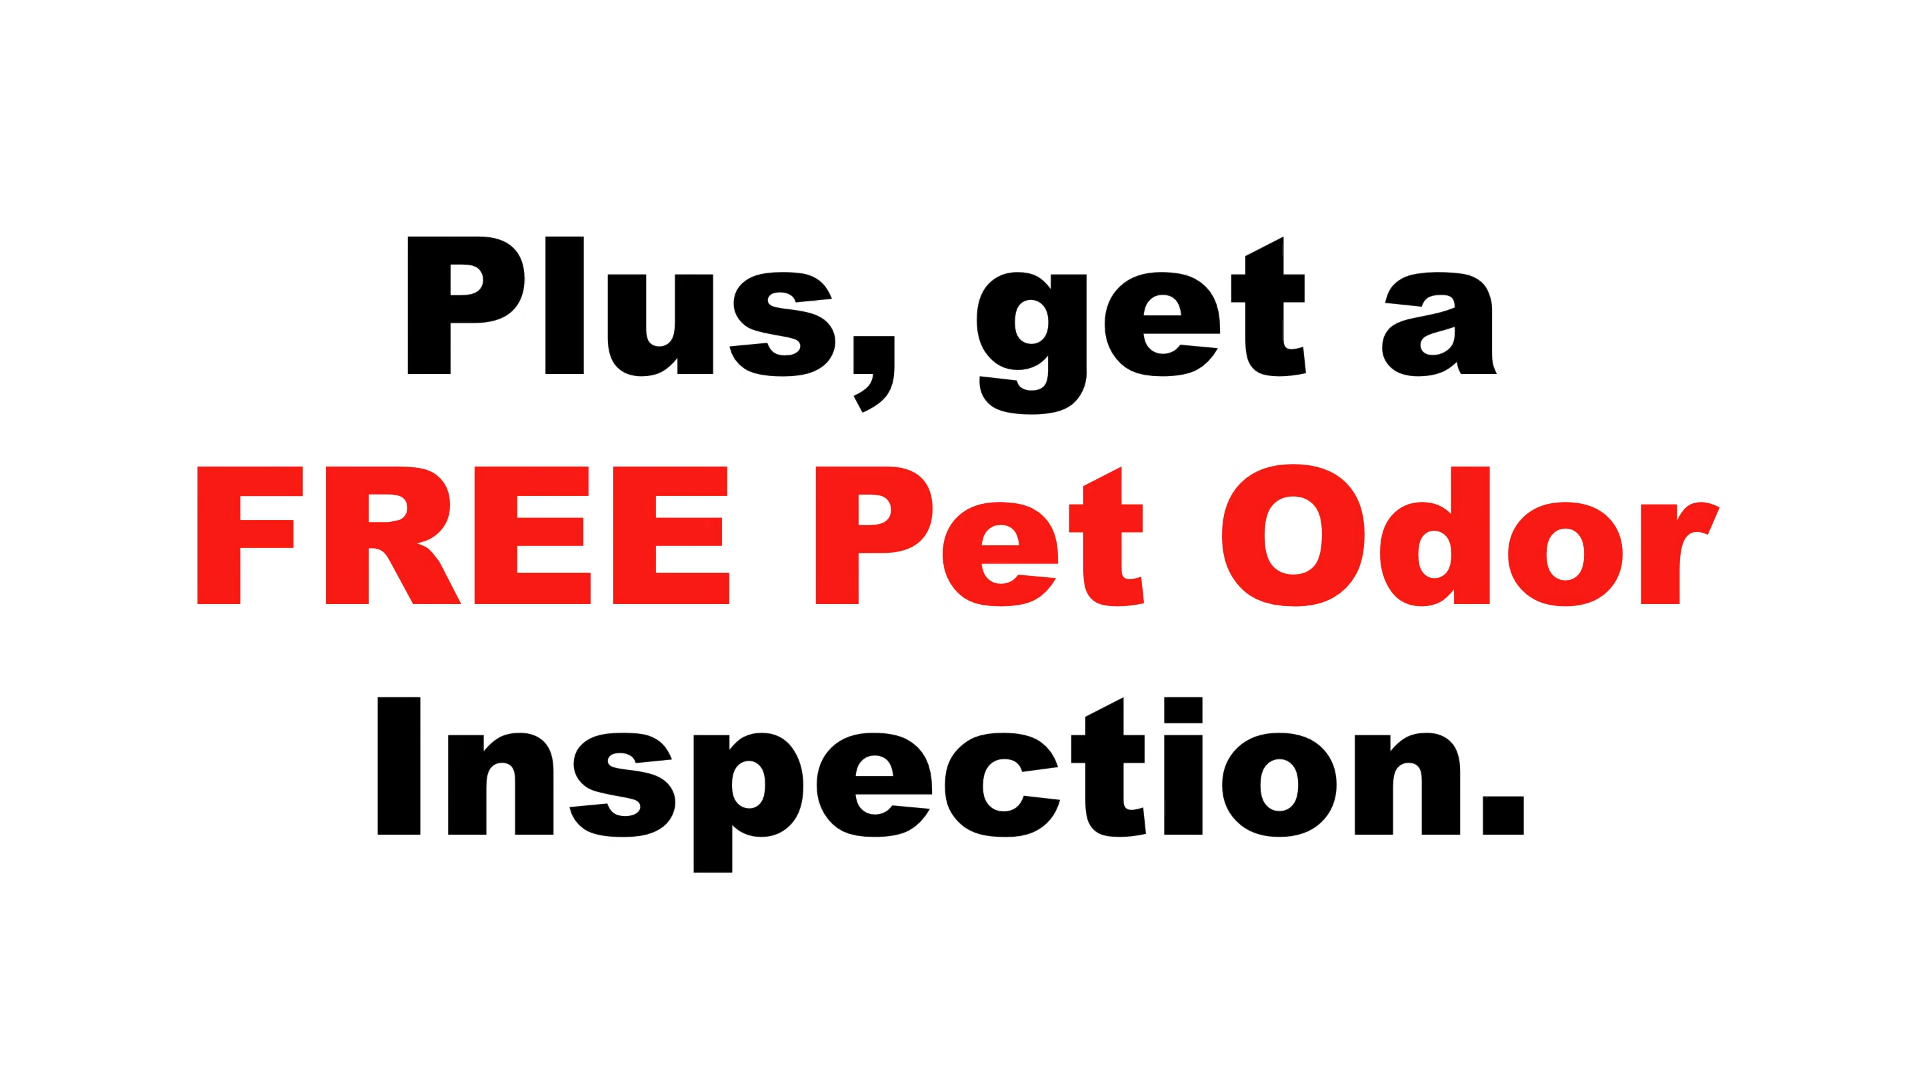 Plus, get a
FREE Pet Odor
Inspection.